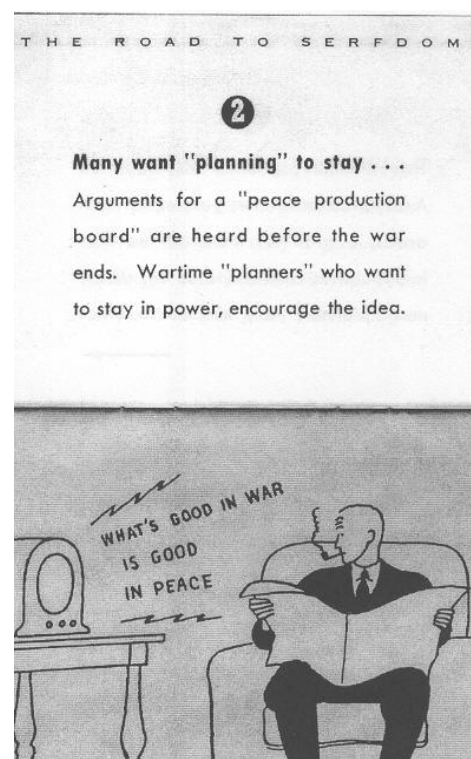 THE ROAD TO SERFDOM
2
Many want "planning" to stay . . .
Arguments for a "peace production
board" are heard before the war
ends. Wartime "planners" who want
to stay in power, encourage the idea.
WHAT'S GOOD IN WAR
IS GOOD
IN PEACE